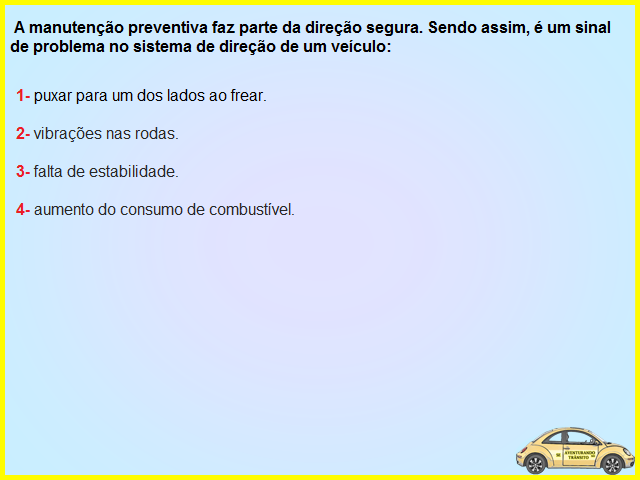 A manutenção preventiva faz parte da direção segura. Sendo assim, é um sinal
de problema no sistema de direção de um veículo:
1- puxar para um dos lados ao frear.
2- vibrações nas rodas.
3- falta de estabilidade.
4- aumento do consumo de combustível.
AVENTURANDO
TRÂNSITO